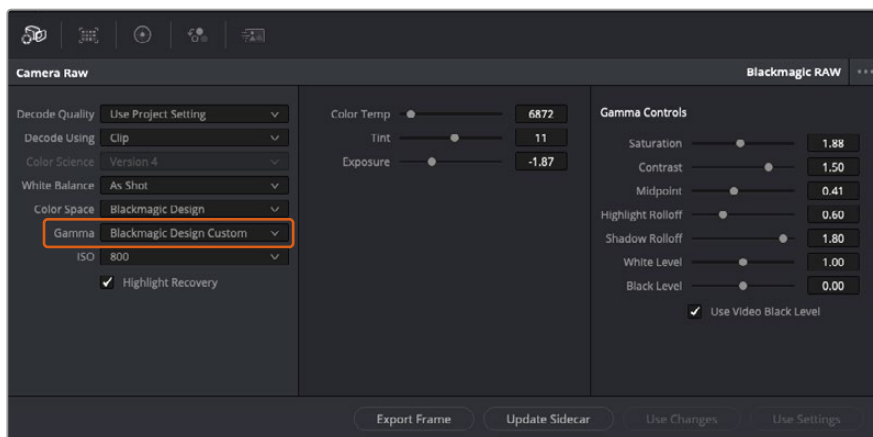 Camera Raw
Blackmagic RAW
Decode Quality Use Project Setting
Decode Using Clip
Color Science Version 4
White Balance As Shot
Color Space Blackmagic Design
Gamma Blackmagic Design Custom
ISO 800
Highlight Recovery
Color Temp 6872
Tint 11
Exposure -1.87
Gamma Controls
Saturation 1.88
Contrast 1.50
Midpoint 0.41
Highlight Rolloff 0.60
Shadow Rolloff 1.80
White Level 1.00
Black Level 0.00
Use Video Black Level
Export Frame
Update Sidecar
Use Changes
Use Settings